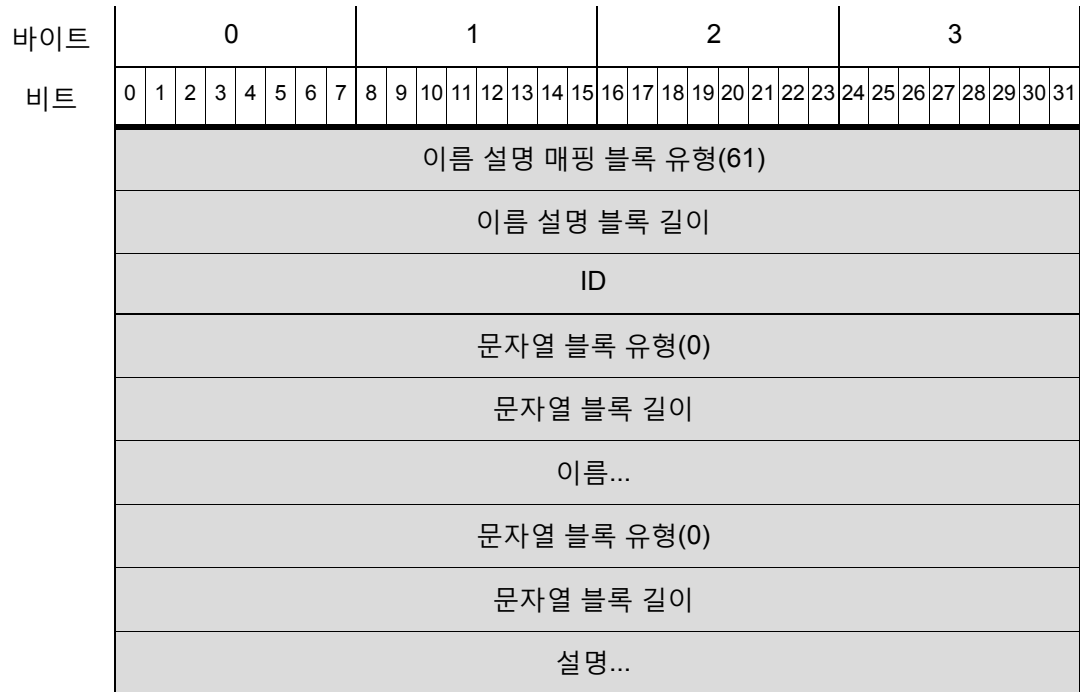 바이트 0 1 2 3
비트 0 1 2 3 4 5 6 7 8 9 10 11 12 13 14 15 16 17 18 19 20 21 22 23 24 25 26 27 28 29 30 31
이름 설명 매핑 블록 유형(61)
이름 설명 블록 길이
ID
문자열 블록 유형(0)
문자열 블록 길이
이름...
문자열 블록 유형(0)
문자열 블록 길이
설명...